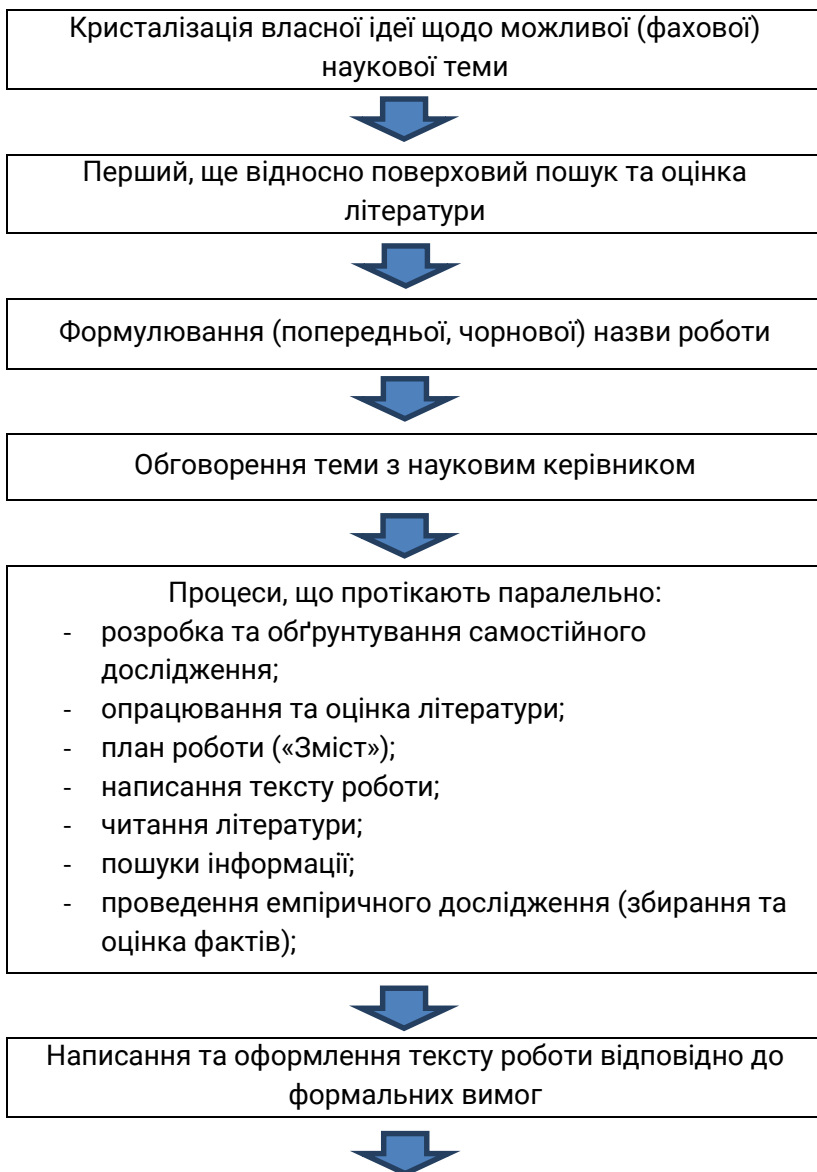 Кристалізація власної ідеї щодо можливої (фахової)
наукової теми
Перший, ще відносно поверховий пошук та оцінка
літератури
Формулювання (попередньої, чорнової) назви роботи
Обговорення теми з науковим керівником
Процеси, що протікають паралельно:
- розробка та обґрунтування самостійного
дослідження;
- опрацювання та оцінка літератури;
- план роботи («Зміст»);
- написання тексту роботи;
- читання літератури;
- пошуки інформації;
- проведення емпіричного дослідження (збирання та
оцінка фактів);
Написання та оформлення тексту роботи відповідно до
формальних вимог